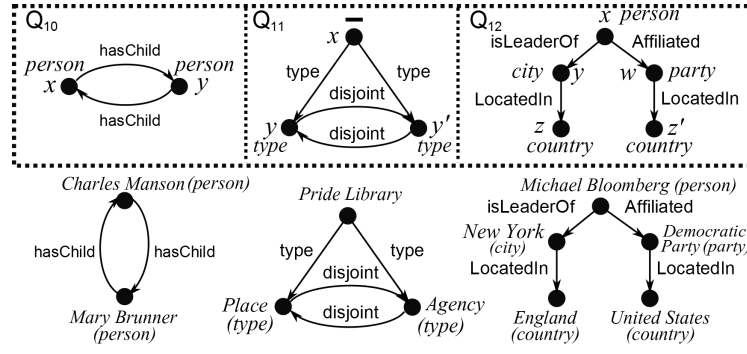 Q10
hasChild
person person
x y
hasChild
Q11
x
type type
disjoint
y y'
disjoint
type type
Q12
x person
isLeaderOf Affiliated
city y w party
LocatedIn LocatedIn
z z'
country country
Charles Manson (person)
hasChild hasChild
Mary Brunner
(person)
Pride Library
type type
disjoint
Place Agency
disjoint
(type) (type)
Michael Bloomberg (person)
isLeaderOf Affiliated
New York Democratic
(city) Party (party)
LocatedIn LocatedIn
England United States
(country) (country)